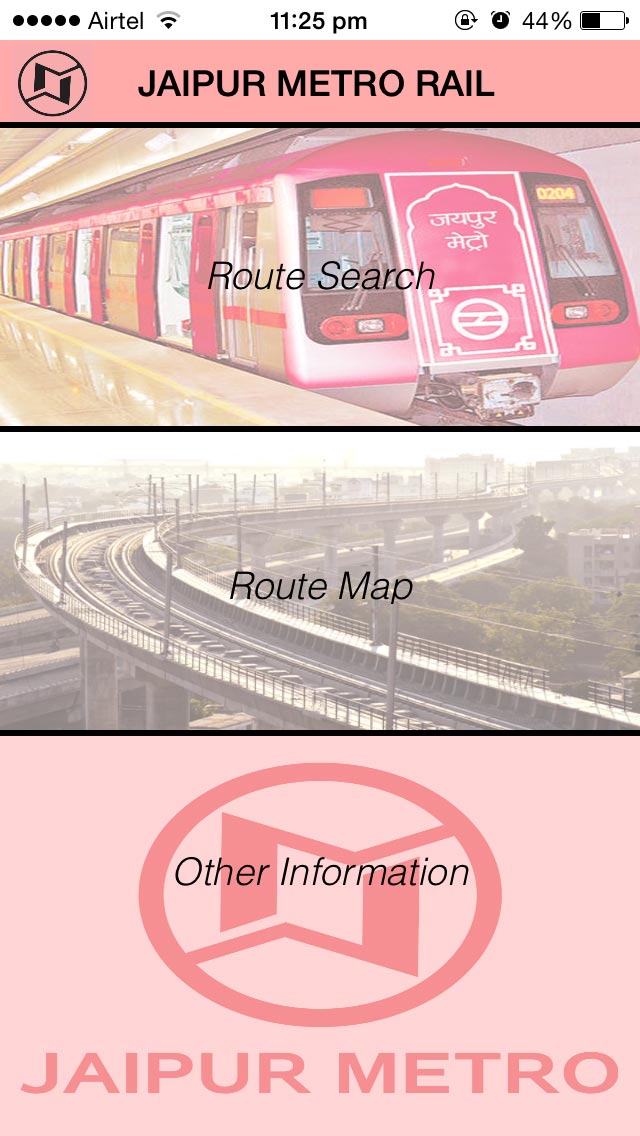 Airtel 11:25 pm 44%
JAIPUR METRO RAIL
0204
जयपुर
मेट्रो
Route Search
Route Map
Other Information
JAIPUR METRO